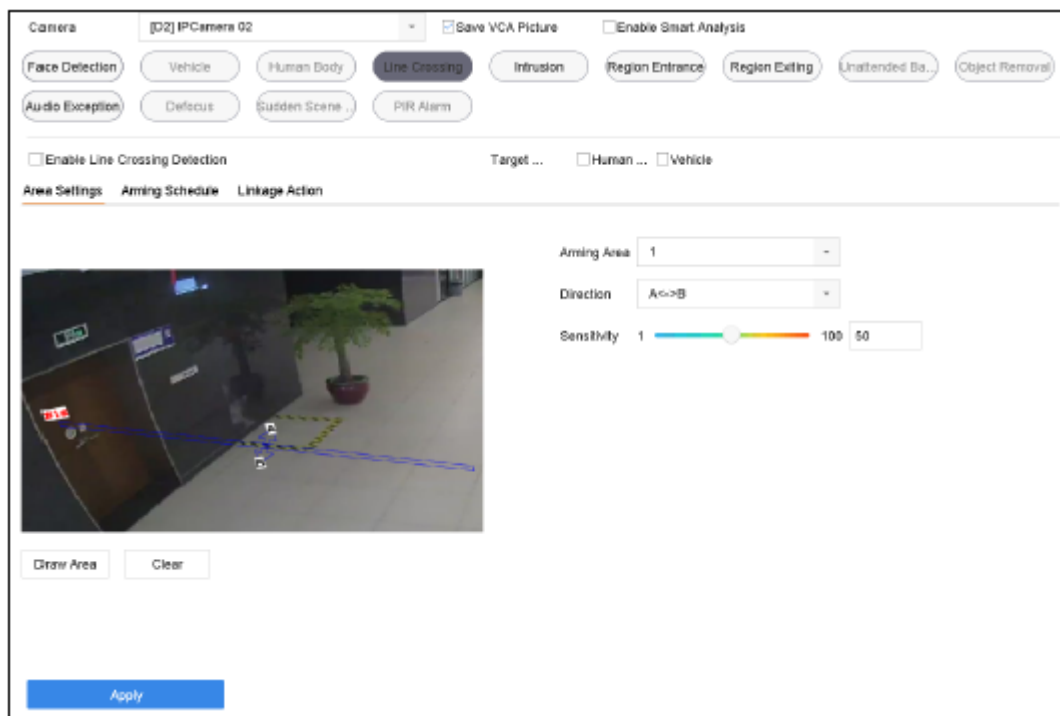 Camera [D2] IPCamera 02 Save VCA Picture Enable Smart Analysis
Face Detection Vehicle Human Body Line Crossing Intrusion Region Entrance Region Exiting Unattended Ba... Object Removal
Audio Exception Defocus Sudden Scene ... PIR Alarm
Enable Line Crossing Detection Target ... Human ... Vehicle
Area Settings Arming Schedule Linkage Action
Arming Area 1
Direction A<->B
Sensitivity 1 100 50
A
B
Draw Area Clear
Apply